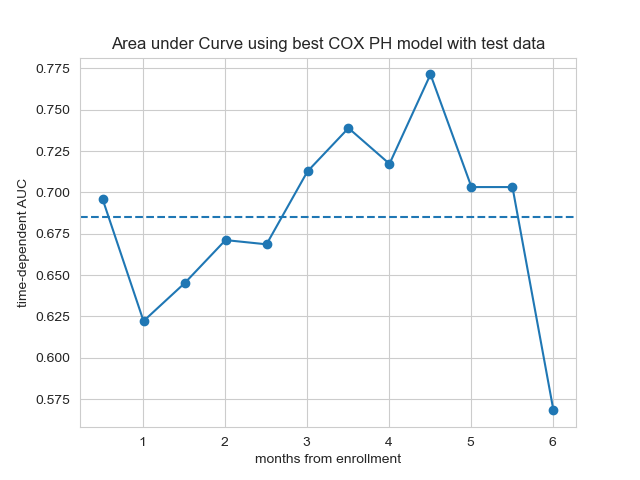 Area under Curve using best COX PH model with test data
0.775
0.750
0.725
0.700
0.675
0.650
0.625
0.600
0.575
time-dependent AUC
1 2 3 4 5 6
months from enrollment